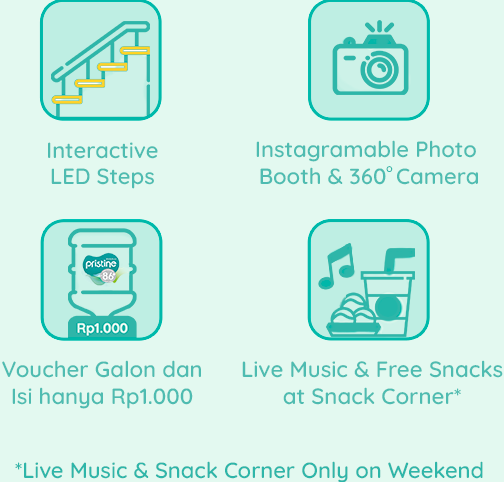 Interactive
LED Steps
Instagramable Photo
Booth & 360° Camera
pristine
8.6+
Rp1.000
Voucher Galon dan
Isi hanya Rp1.000
Live Music & Free Snacks
at Snack Corner*
*Live Music & Snack Corner Only on Weekend